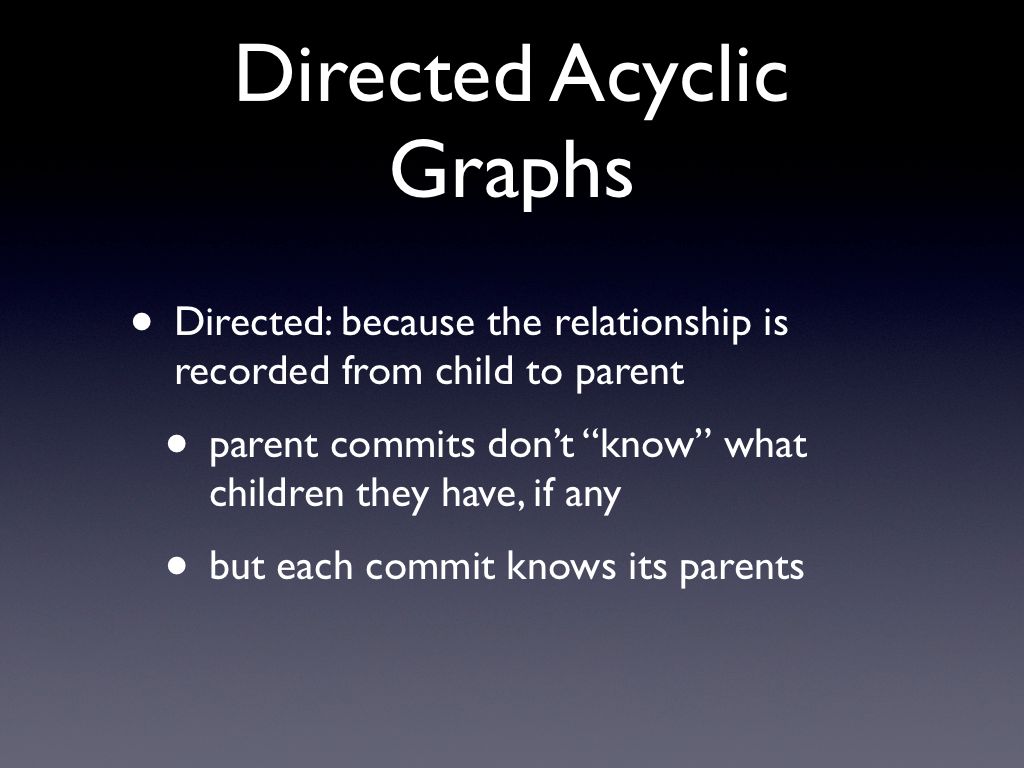 Directed Acyclic
Graphs
• Directed: because the relationship is
recorded from child to parent
• parent commits don’t “know” what
children they have, if any
• but each commit knows its parents